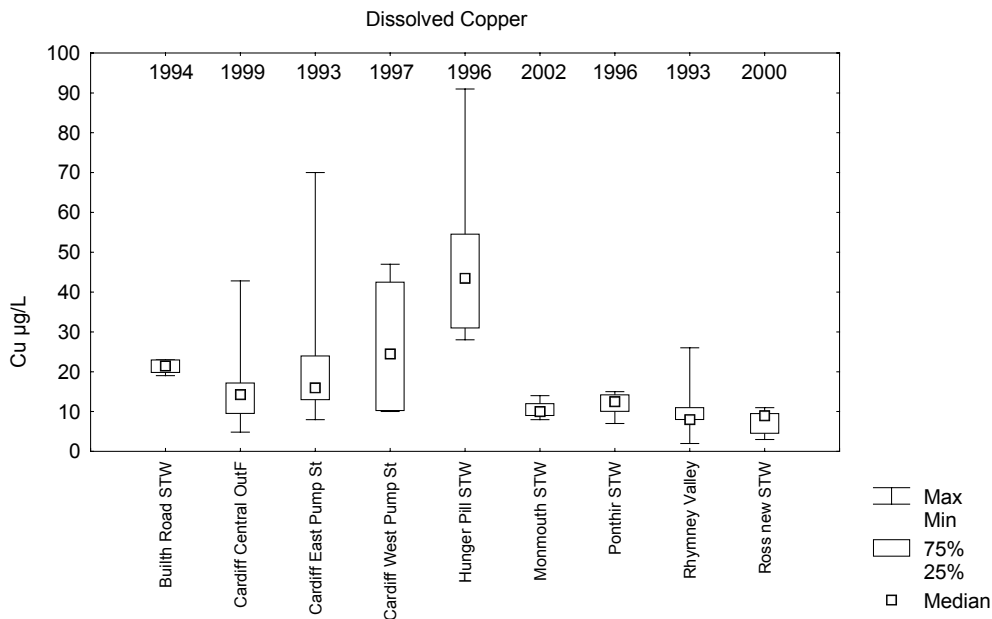 Dissolved Copper
100
90
80
70
60
50
40
30
20
10
0
Cu µg/L
1994 1999 1993 1997 1996 2002 1996 1993 2000
Builth Road STW
Cardiff Central OutF
Cardiff East Pump St
Cardiff West Pump St
Hunger Pill STW
Monmouth STW
Ponthir STW
Rhymney Valley
Ross new STW
Max
Min
75%
25%
Median